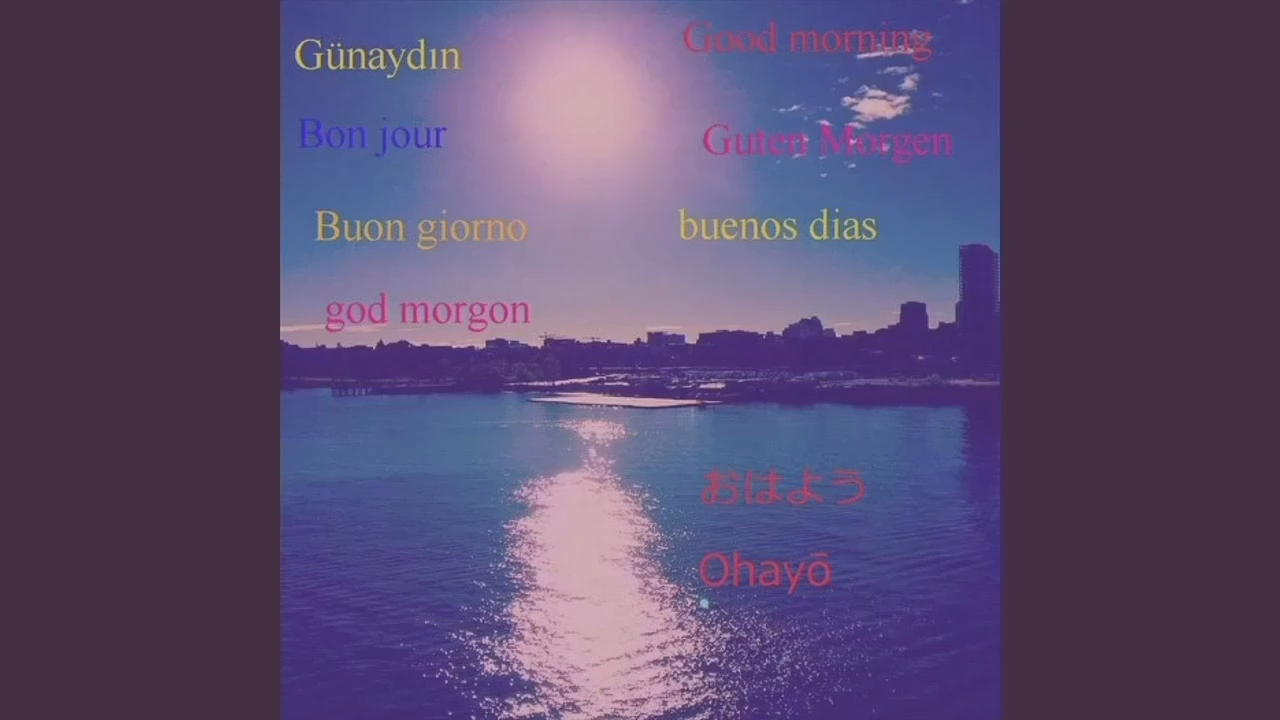 Günaydın
Good morning
Bon jour
Guten Morgen
Buon giorno
buenos dias
god morgon
おはよう
Ohayō